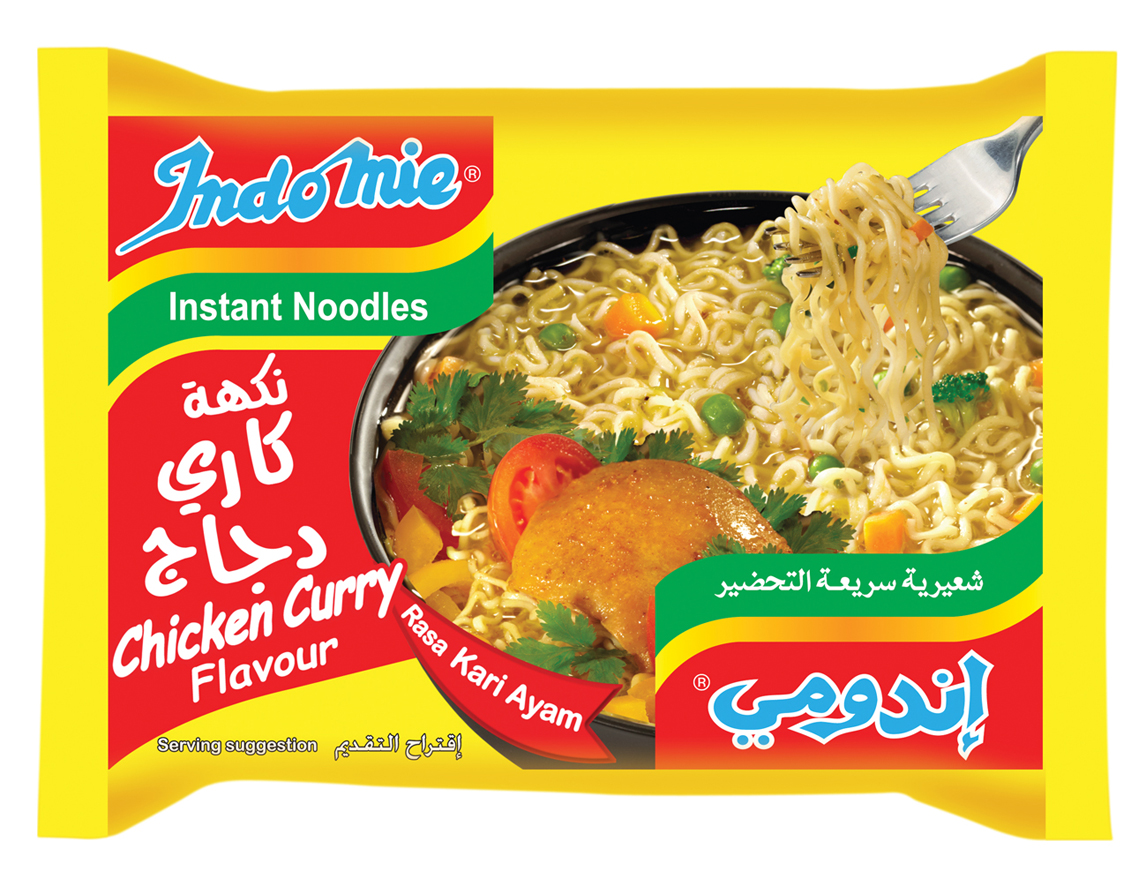 Indomie®
Instant Noodles
نكهة
كاري
دجاج
Chicken Curry
Flavour
Rasa Kari Ayam
Serving suggestion إقتراح التقديم
شعيرية سريعة التحضير
إندومي®